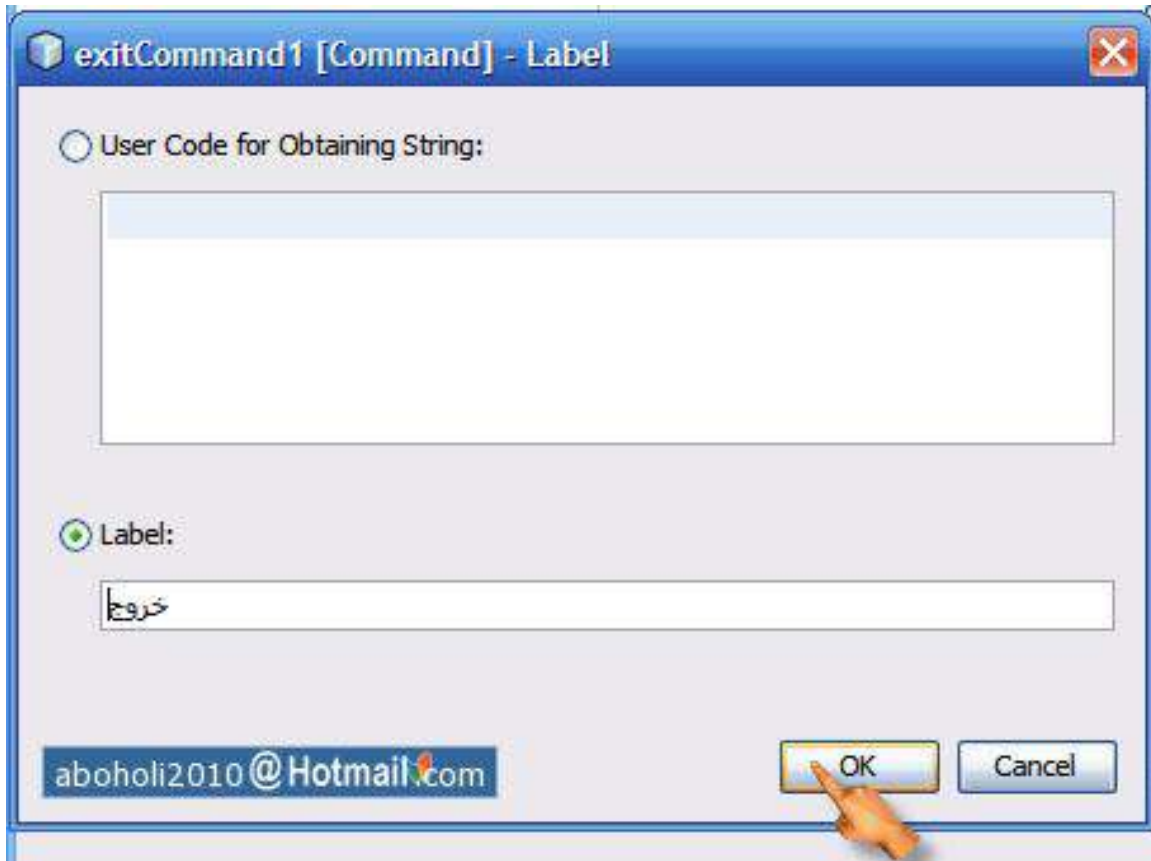 exitCommand1 [Command] - Label
User Code for Obtaining String:
Label:
خروج
aboholi2010@Hotmail.com
OK
Cancel